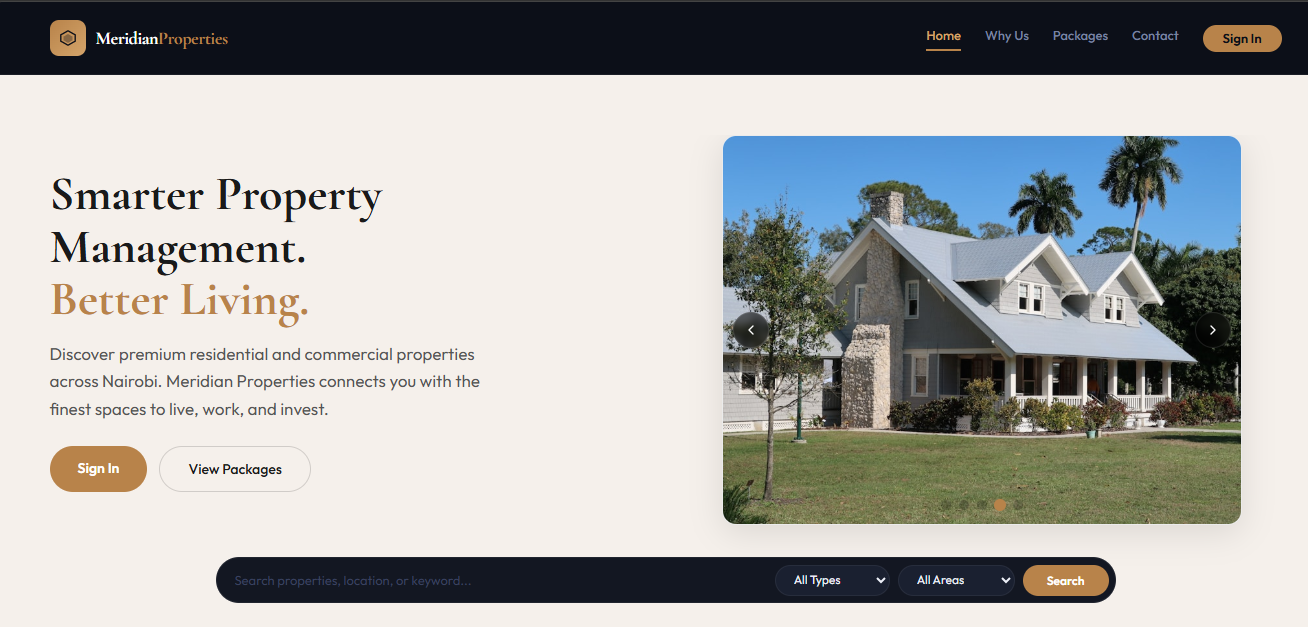 MeridianProperties
Home Why Us Packages Contact Sign In
Smarter Property
Management.
Better Living.
Discover premium residential and commercial properties
across Nairobi. Meridian Properties connects you with the
finest spaces to live, work, and invest.
Sign In View Packages
Search properties, location, or keyword... All Types All Areas Search